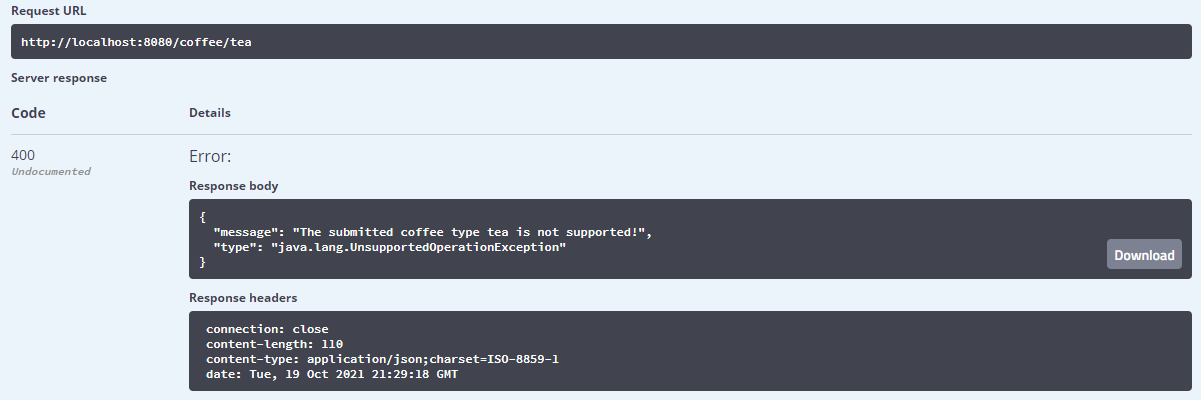 Request URL
http://localhost:8080/coffee/tea
Server response
Code Details
400 Error:
Undocumented
Response body
{
"message": "The submitted coffee type tea is not supported!",
"type": "java.lang.UnsupportedOperationException"
}
Download
Response headers
connection: close
content-length: 110
content-type: application/json;charset=ISO-8859-1
date: Tue, 19 Oct 2021 21:29:18 GMT